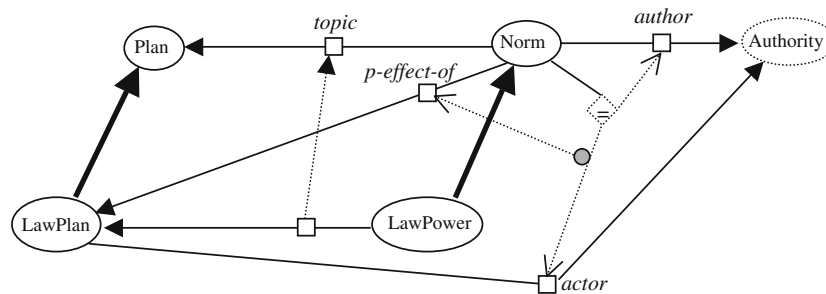 topic
author
Plan
Norm
Authority
p-effect-of
=
LawPlan
LawPower
actor